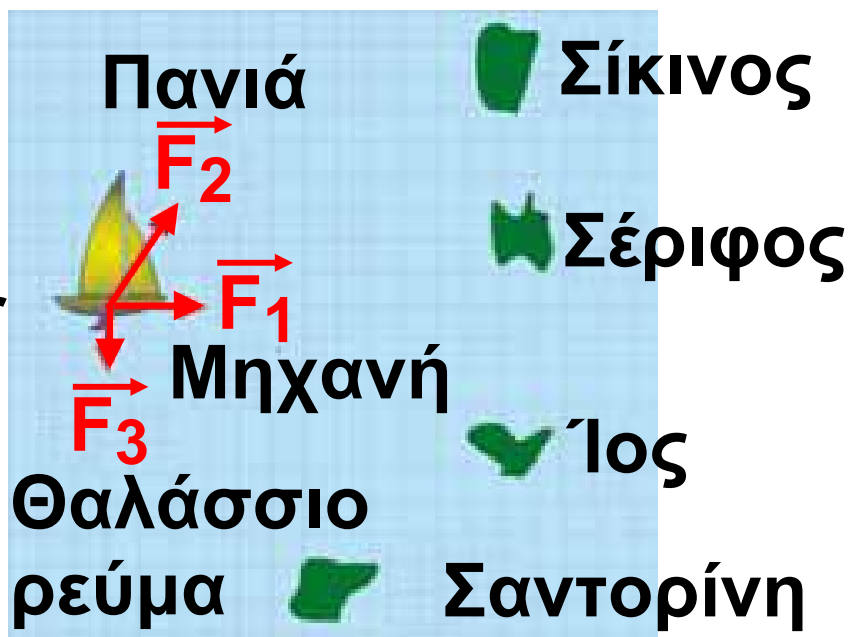 Πανιά
Σίκινος
F2
Σέριφος
F1
Μηχανή
F3
Ίος
Θαλάσσιο
ρεύμα
Σαντορίνη